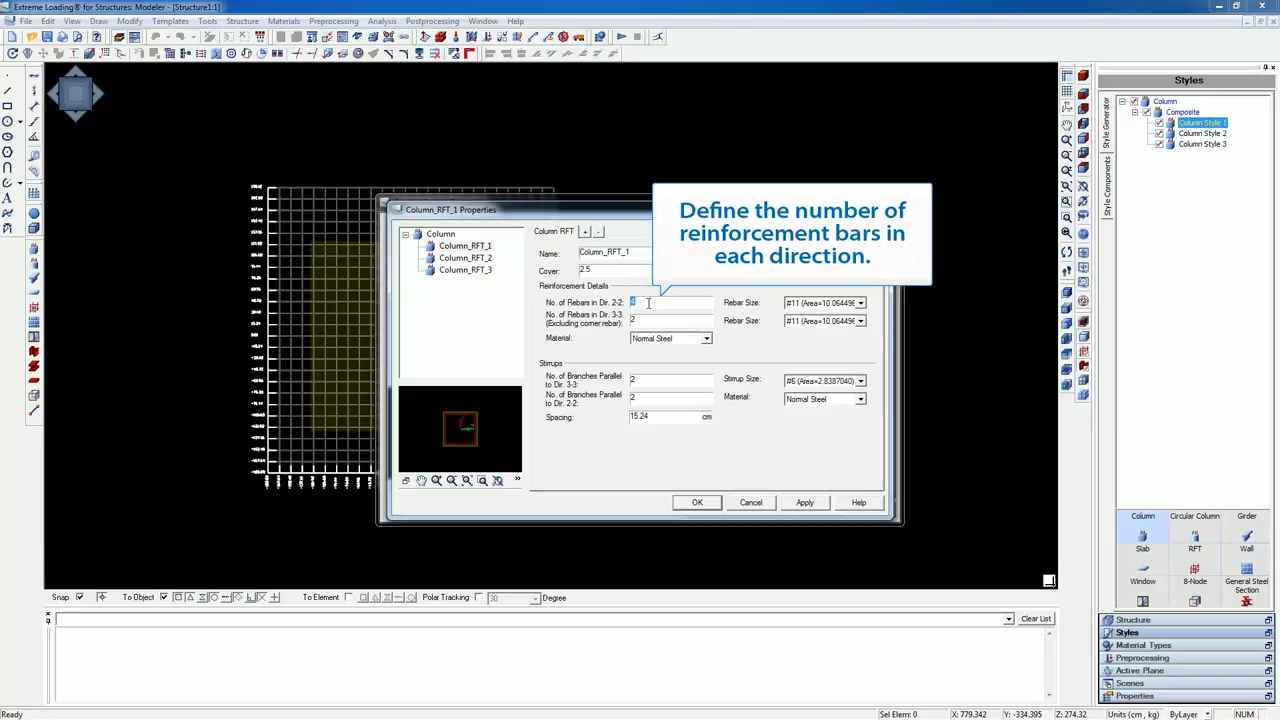 Extreme Loading® for Structures: Modeler - [Structure1:1]
File Edit View Draw Modify Templates Tools Structure Materials Preprocessing Analysis Postprocessing Window Help
Styles
Style Generator
Style Components
Column
Composite
Column Style 1
Column Style 2
Column Style 3
Define the number of
reinforcement bars in
each direction.
Column_RFT_1 Properties
Column
Column_RFT_1
Column_RFT_2
Column_RFT_3
Column RFT + -
Name: Column_RFT_1
Cover: 2.5
Reinforcement Details
No. of Rebars in Dir. 2-2: 4 Rebar Size: #11 (Area=10.064496
No. of Rebars in Dir. 3-3
(Excluding corner rebar): 2 Rebar Size: #11 (Area=10.064496
Material: Normal Steel
Stirrups
No. of Branches Parallel
to Dir. 3-3: 2 Stirrup Size: #6 (Area=2.8387040)
No. of Branches Parallel
to Dir. 2-2: 2 Material: Normal Steel
Spacing: 15.24 cm
OK Cancel Apply Help
Column Circular Column Girder
Slab RFT Wall
Window 8-Node General Steel
Section
Snap To Object To Element Polar Tracking 30 Degree
Clear List
Structure
Styles
Material Types
Preprocessing
Active Plane
Scenes
Properties
Ready Sel Elem: 0 X: 779.342 Y: -334.395 Z: 274.32 Units (cm , kg) ByLayer NUM NUM